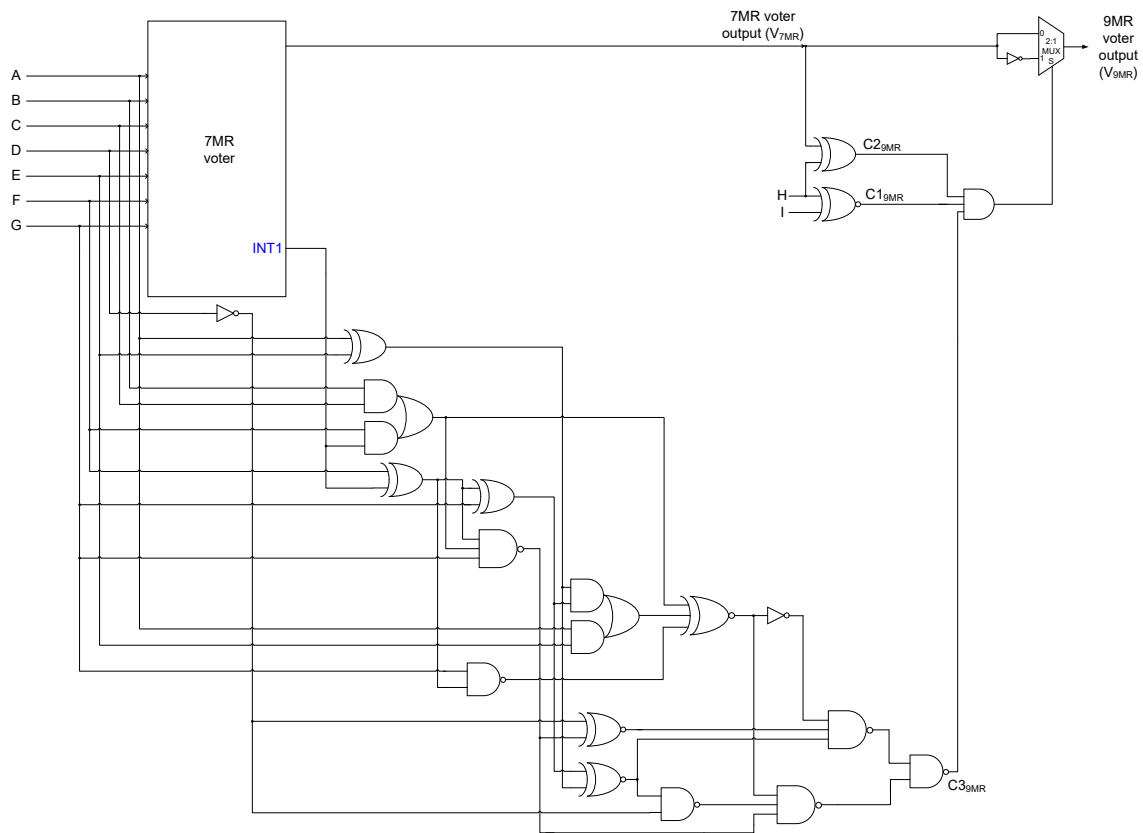 7MR voter
output (V7MR)
9MR
voter
output
(V9MR)
0
2:1
MUX
1
S
A
B
C
D
E
F
G
7MR
voter
INT1
C29MR
H
I
C19MR
C39MR